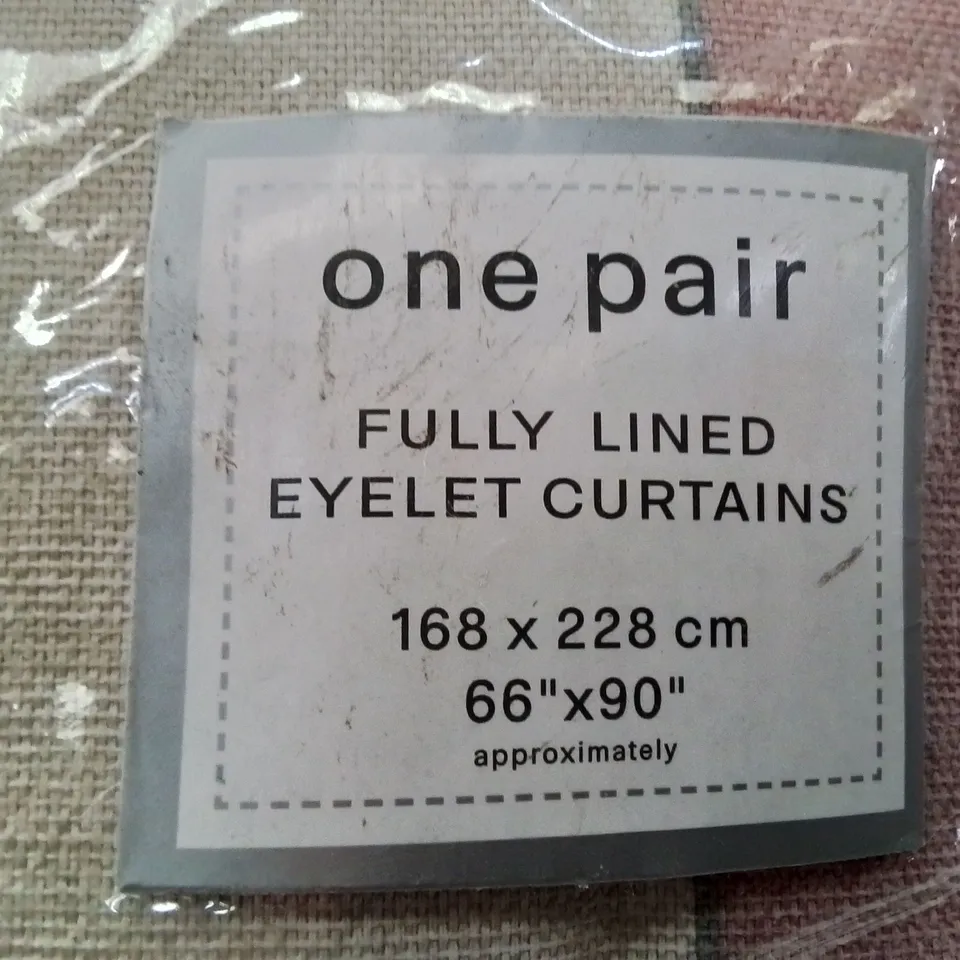 one pair
FULLY LINED
EYELET CURTAINS
168 x 228 cm
66"x90"
approximately